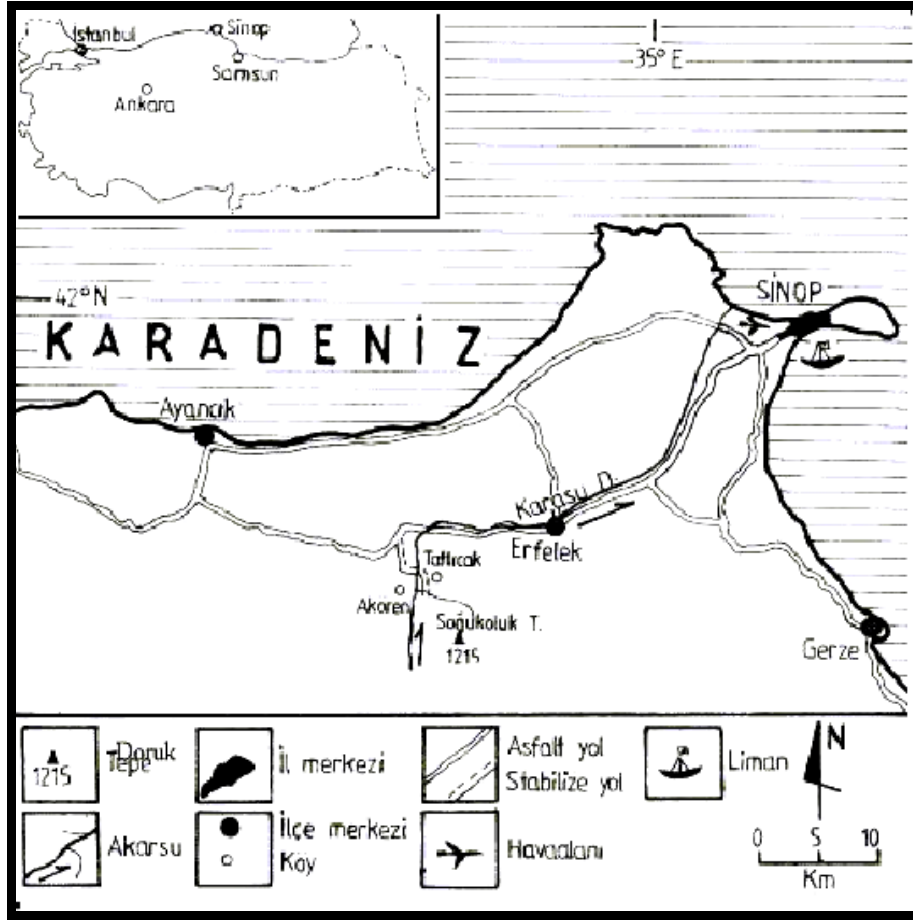 İstanbul
Sinop
Samsun
Ankara
35° E
42° N
SİNOP
KARADENİZ
Ayancık
Karasu D.
Erfelek
Tatlıcak
Akören
Soğukoluk T.
1215
Gerze
1215
Doruk
Tepe
İl merkezi
Asfalt yol
Stabilize yol
Liman
N
Akarsu
İlçe merkezi
Köy
Havaalanı
0 5 10
Km